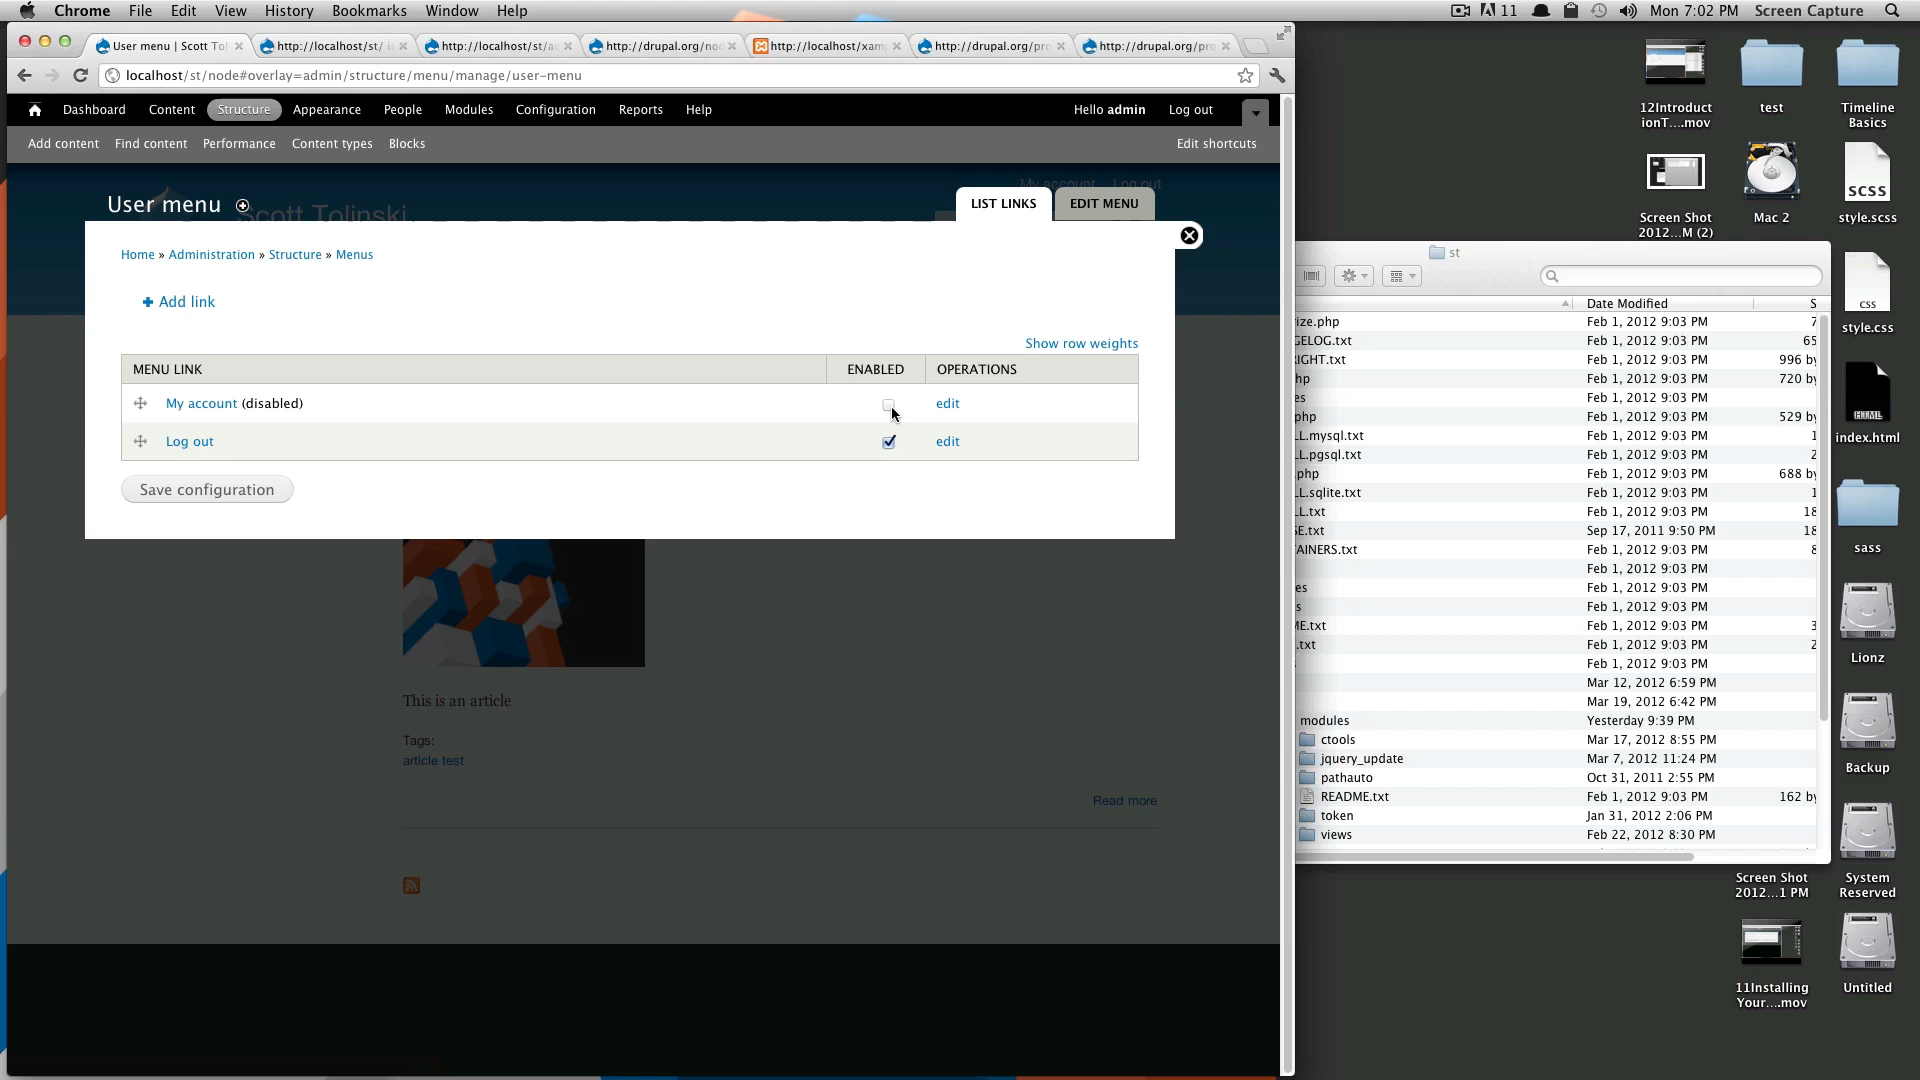 Chrome File Edit View History Bookmarks Window Help 11 Mon 7:02 PM Screen Capture
User menu | Scott To http://localhost/st/ http://localhost/st/a http://drupal.org/no http://localhost/xam http://drupal.org/pro http://drupal.org/pro
localhost/st/node#overlay=admin/structure/menu/manage/user-menu
Dashboard Content Structure Appearance People Modules Configuration Reports Help Hello admin Log out
Add content Find content Performance Content types Blocks Edit shortcuts
My account Log out
Scott Tolinski
User menu LIST LINKS EDIT MENU
Home » Administration » Structure » Menus
Add link
Show row weights
MENU LINK ENABLED OPERATIONS
My account (disabled) edit
Log out edit
Save configuration
This is an article
Tags:
article test
Read more
st
Date Modified S
ize.php Feb 1, 2012 9:03 PM 7
GELOG.txt Feb 1, 2012 9:03 PM 65
IGHT.txt Feb 1, 2012 9:03 PM 996 by
hp Feb 1, 2012 9:03 PM 720 by
es Feb 1, 2012 9:03 PM
php Feb 1, 2012 9:03 PM 529 by
LL.mysql.txt Feb 1, 2012 9:03 PM 1
LL.pgsql.txt Feb 1, 2012 9:03 PM 2
php Feb 1, 2012 9:03 PM 688 by
LL.sqlite.txt Feb 1, 2012 9:03 PM 1
LL.txt Feb 1, 2012 9:03 PM 18
SE.txt Sep 17, 2011 9:50 PM 18
TAINERS.txt Feb 1, 2012 9:03 PM 8
Feb 1, 2012 9:03 PM
es Feb 1, 2012 9:03 PM
s Feb 1, 2012 9:03 PM
ME.txt Feb 1, 2012 9:03 PM 3
.txt Feb 1, 2012 9:03 PM 2
Feb 1, 2012 9:03 PM
Mar 12, 2012 6:59 PM
Mar 19, 2012 6:42 PM
modules Yesterday 9:39 PM
ctools Mar 17, 2012 8:55 PM
jquery_update Mar 7, 2012 11:24 PM
pathauto Oct 31, 2011 2:55 PM
README.txt Feb 1, 2012 9:03 PM 162 by
token Jan 31, 2012 2:06 PM
views Feb 22, 2012 8:30 PM
12Introduct
ionT....mov
test
Timeline
Basics
Screen Shot
2012...M (2)
Mac 2
SCSS
style.scss
css
style.css
HTML
index.html
sass
Lionz
Backup
Screen Shot
2012...1 PM
System
Reserved
11Installing
Your....mov
Untitled